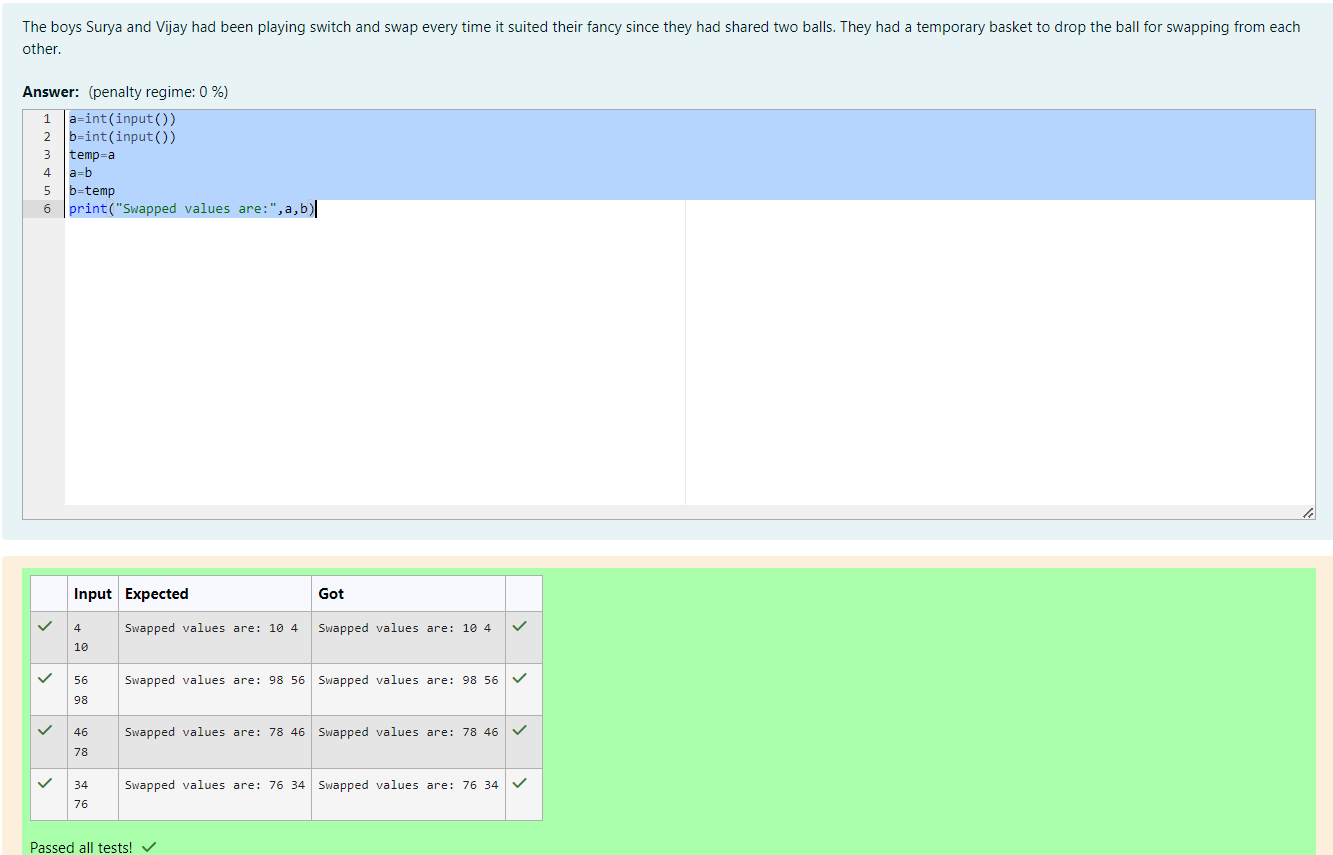 The boys Surya and Vijay had been playing switch and swap every time it suited their fancy since they had shared two balls. They had a temporary basket to drop the ball for swapping from each
other.
Answer: (penalty regime: 0 %)
1 a=int(input())
2 b=int(input())
3 temp=a
4 a=b
5 b=temp
6 print("Swapped values are:",a,b)
Input Expected Got
4 Swapped values are: 10 4 Swapped values are: 10 4
10
56 Swapped values are: 98 56 Swapped values are: 98 56
98
46 Swapped values are: 78 46 Swapped values are: 78 46
78
34 Swapped values are: 76 34 Swapped values are: 76 34
76
Passed all tests!